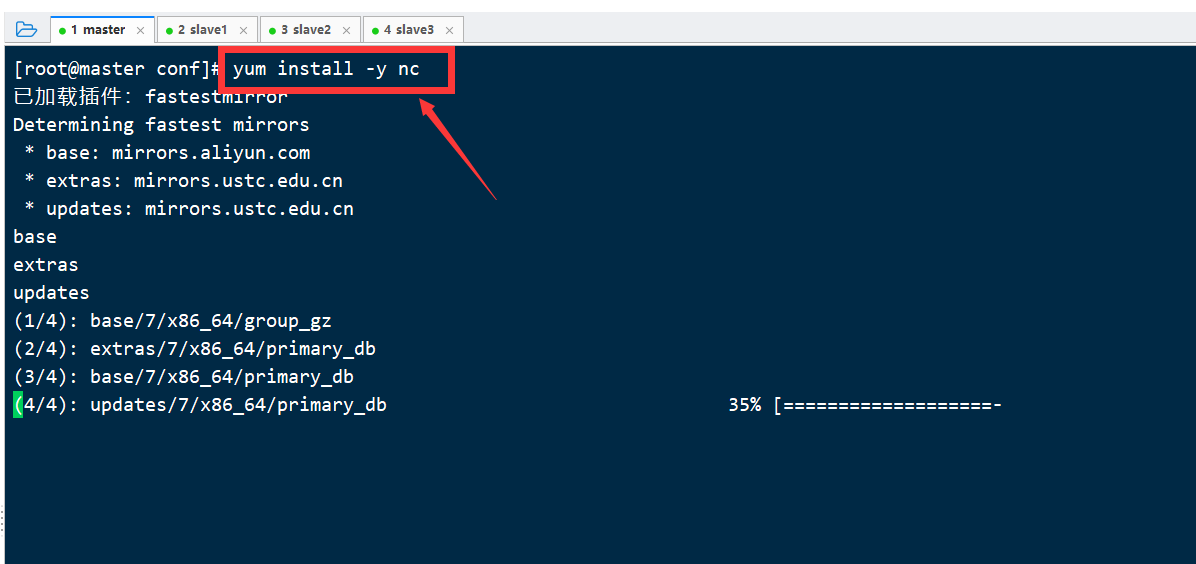 1 master × 2 slave1 × 3 slave2 × 4 slave3 ×
[root@master conf]# yum install -y nc
已加载插件：fastestmirror
Determining fastest mirrors
* base: mirrors.aliyun.com
* extras: mirrors.ustc.edu.cn
* updates: mirrors.ustc.edu.cn
base
extras
updates
(1/4): base/7/x86_64/group_gz
(2/4): extras/7/x86_64/primary_db
(3/4): base/7/x86_64/primary_db
(4/4): updates/7/x86_64/primary_db 35% [===================-